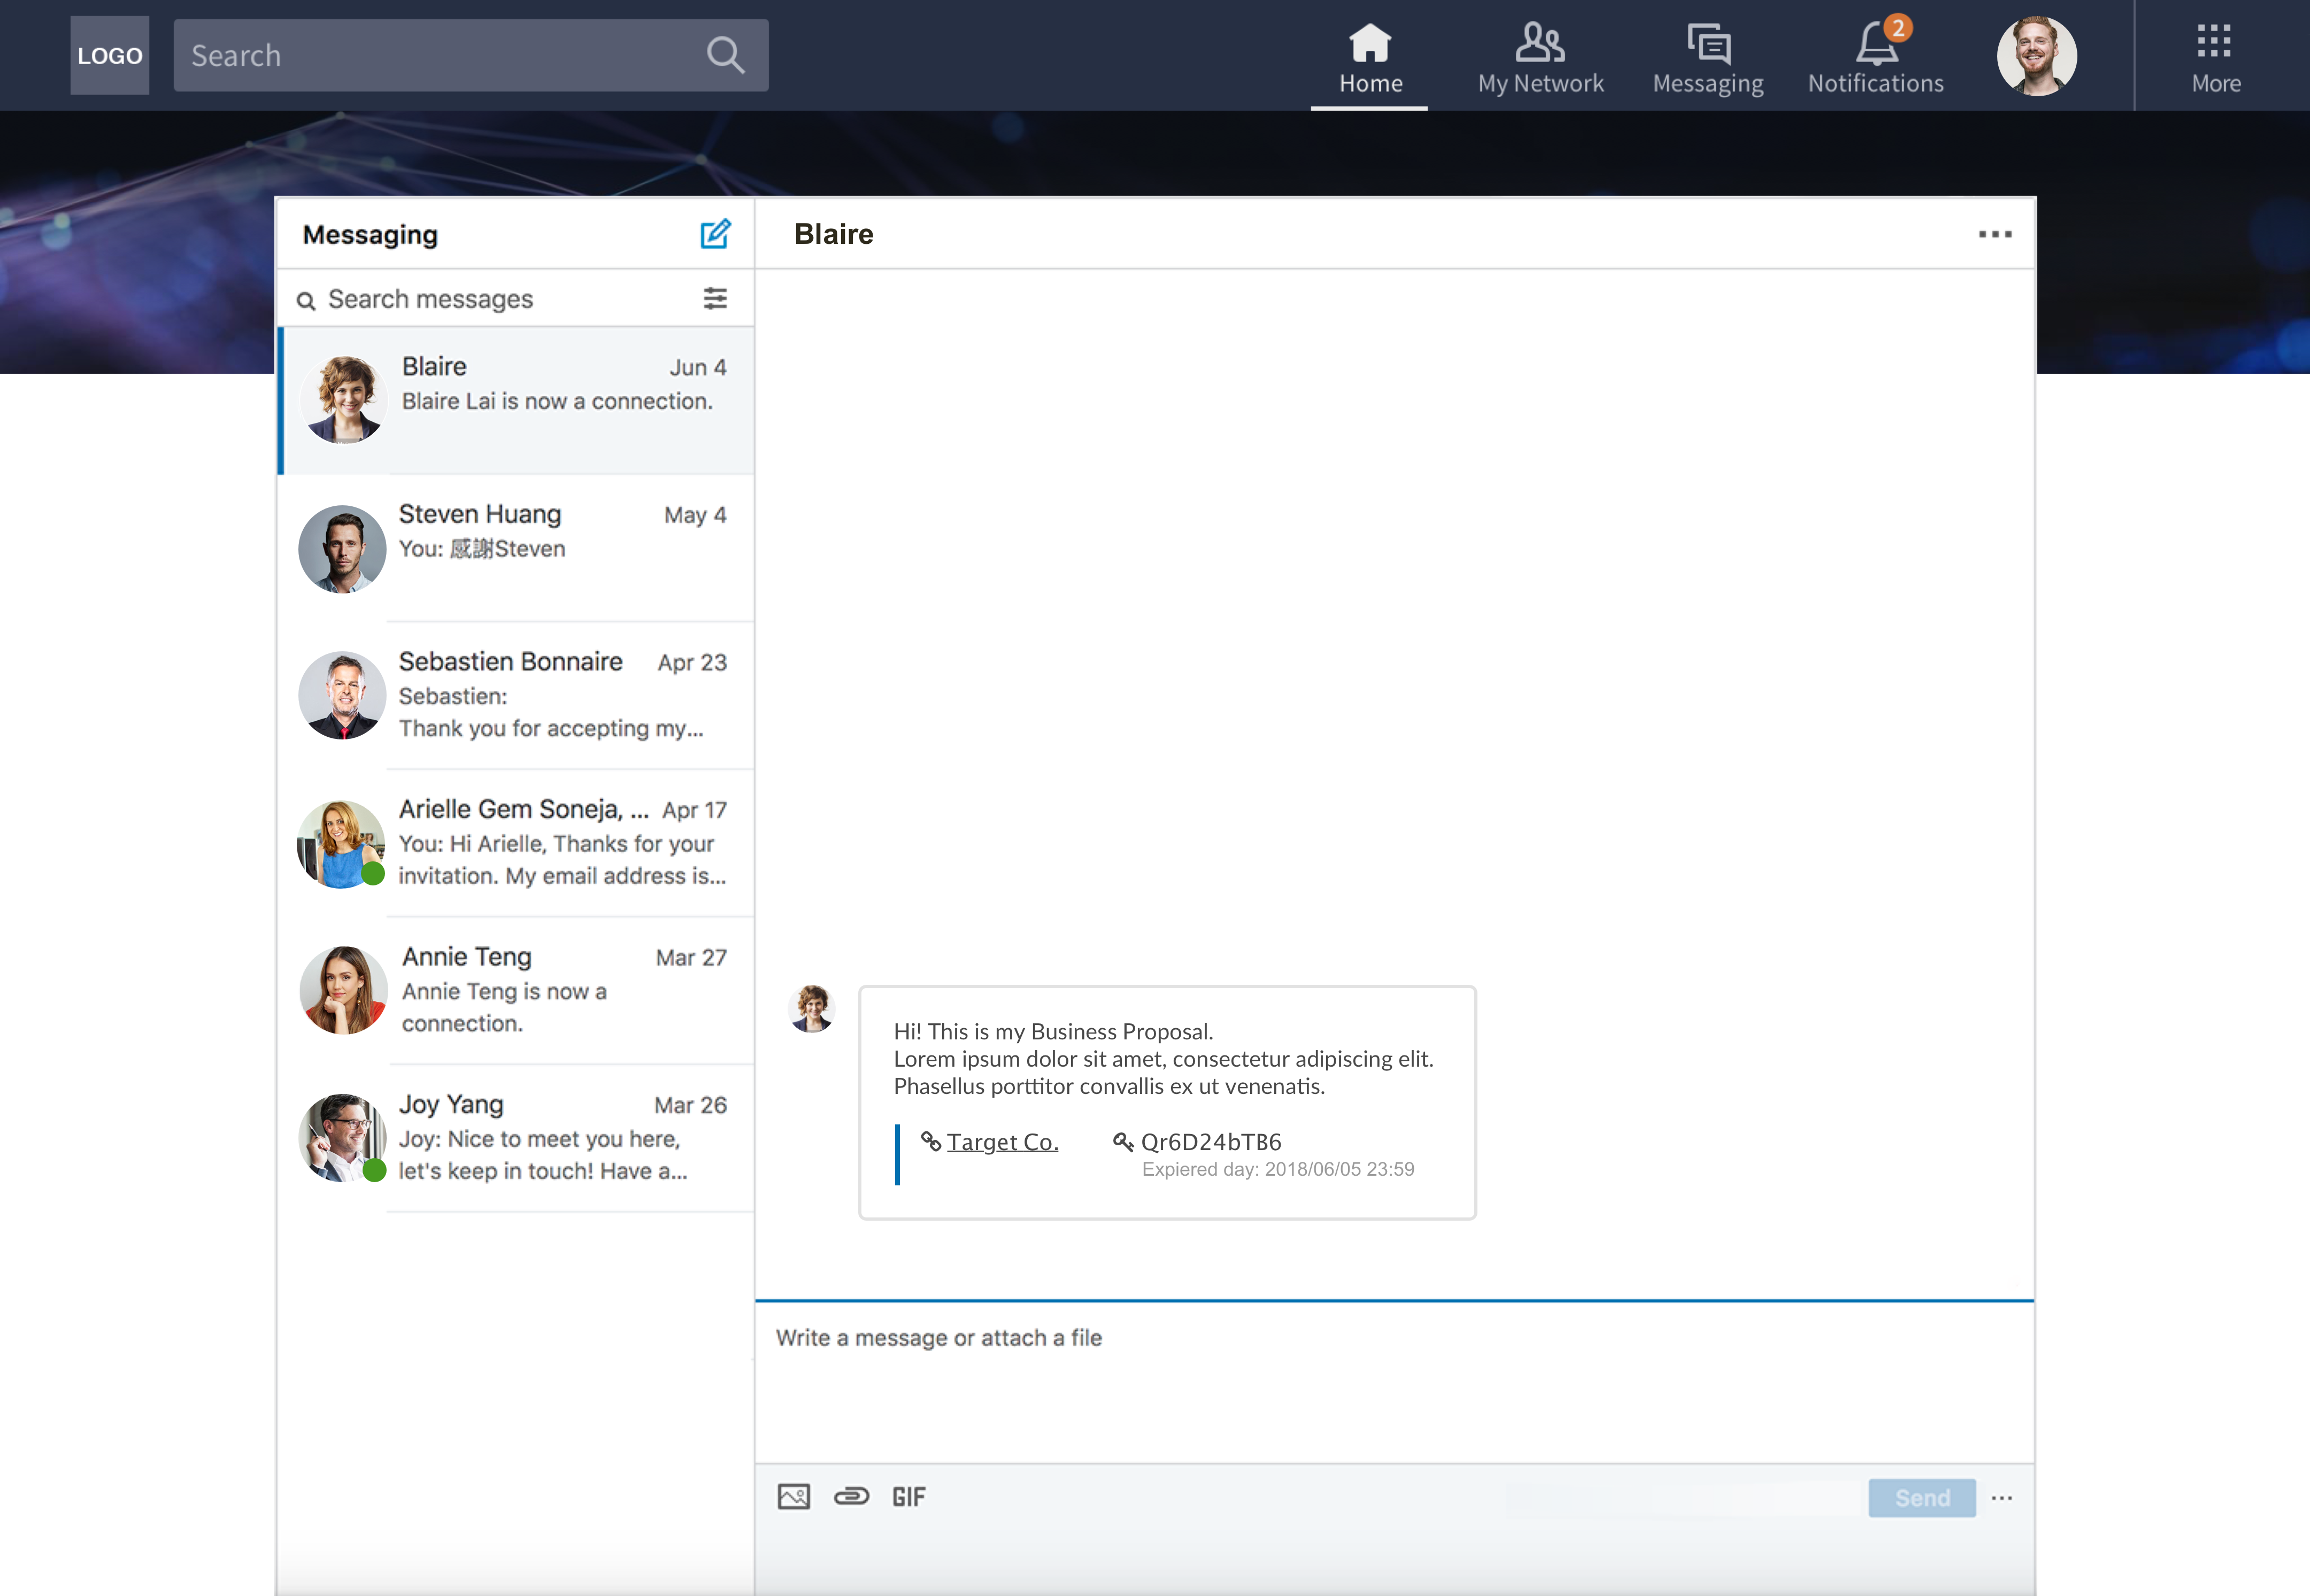 LOGO
Search
Home
My Network
Messaging
2
Notifications
More
Messaging
Search messages
Blaire
Jun 4
Blaire Lai is now a connection.
Steven Huang
May 4
You: 感謝Steven
Sebastien Bonnaire
Apr 23
Sebastien:
Thank you for accepting my...
Arielle Gem Soneja, ...
Apr 17
You: Hi Arielle, Thanks for your
invitation. My email address is...
Annie Teng
Mar 27
Annie Teng is now a
connection.
Joy Yang
Mar 26
Joy: Nice to meet you here,
let's keep in touch! Have a...
Blaire
Hi! This is my Business Proposal.
Lorem ipsum dolor sit amet, consectetur adipiscing elit.
Phasellus porttitor convallis ex ut venenatis.
Target Co.
Qr6D24bTB6
Expiered day: 2018/06/05 23:59
Write a message or attach a file
GIF
Send